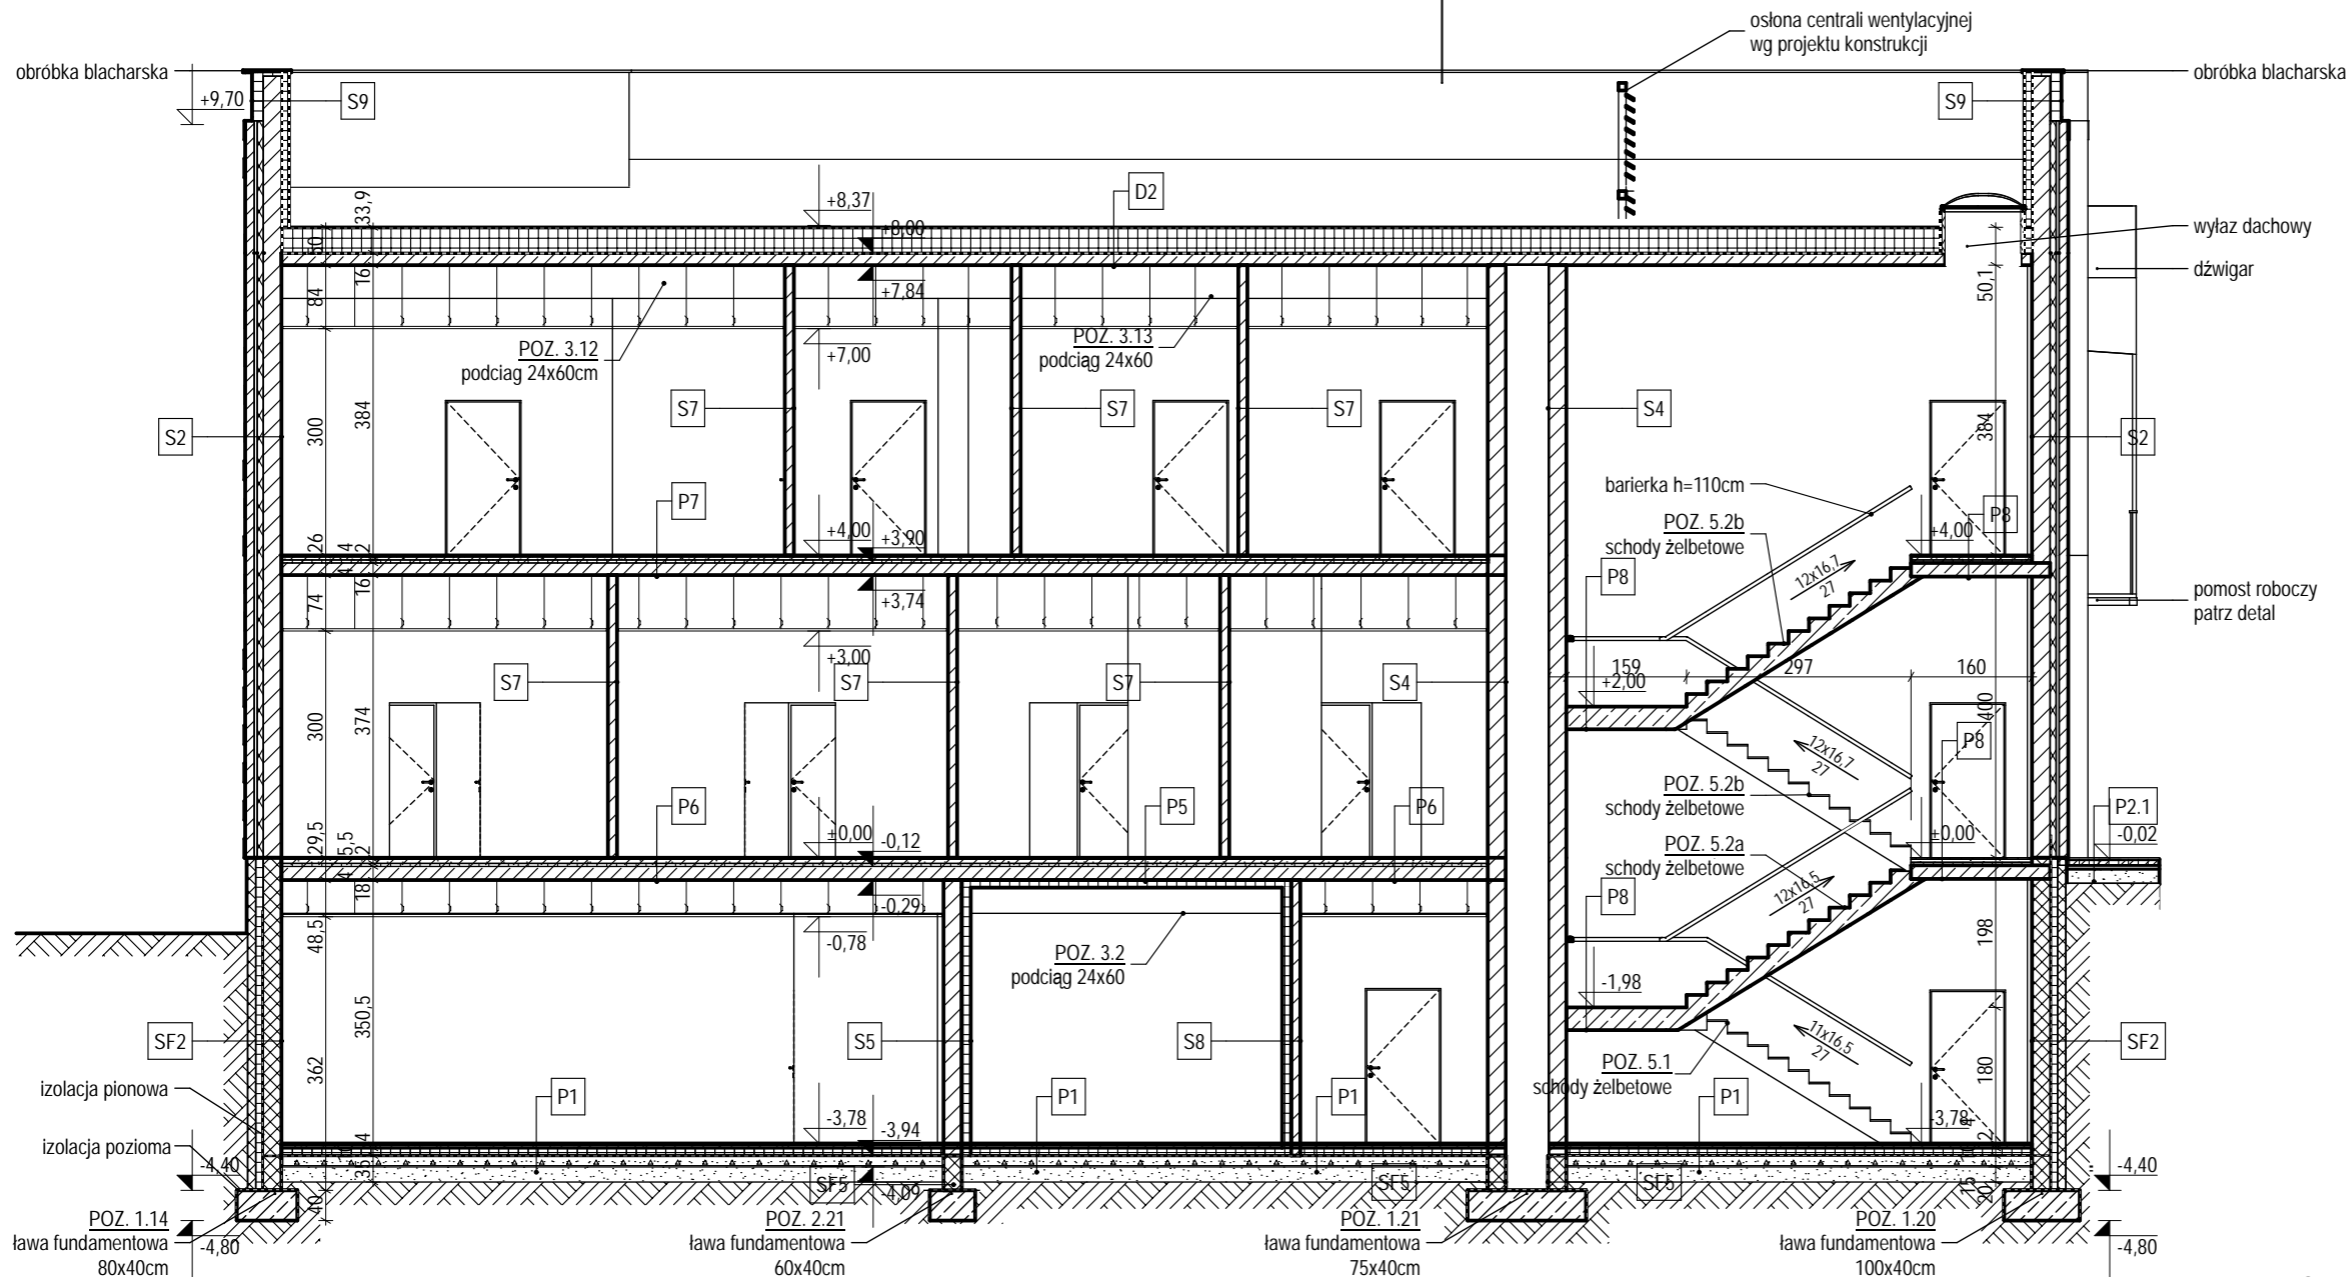 osłona centrali wentylacyjnej
wg projektu konstrukcji
obróbka blacharska
obróbka blacharska
+9,70
S9
S9
D2
+8,37
+8,00
33,9
50
16
84
+7,84
wyłaz dachowy
dźwigar
50,1
POZ. 3.12
podciag 24x60cm
+7,00
POZ. 3.13
podciąg 24x60
S2
300
384
S7
S7
S7
S4
384
S2
barierka h=110cm
P7
POZ. 5.2b
schody żelbetowe
P8
+4,00
26
4
2
+4,00
+3,90
P8
12x16,7
27
74
16
+3,74
pomost roboczy
patrz detal
+3,00
S7
S7
S7
S4
159
297
160
+2,00
300
374
400
12x16,7
27
P8
POZ. 5.2b
schody żelbetowe
P6
P5
P6
P2.1
-0,02
29,5
5,5
2
±0,00
-0,12
POZ. 5.2a
schody żelbetowe
±0,00
18
-0,29
P8
12x16,5
27
48,5
-0,78
POZ. 3.2
podciąg 24x60
198
-1,98
SF2
362
350,5
S5
S8
11x16,5
27
SF2
POZ. 5.1
schody żelbetowe
180
izolacja pionowa
P1
P1
P1
P1
-3,78
-3,94
-3,78
izolacja pozioma
-4,40
-4,40
SF5
-4,09
SF5
SF5
15
20
40
POZ. 1.14
ława fundamentowa
80x40cm
-4,80
POZ. 2.21
ława fundamentowa
60x40cm
POZ. 1.21
ława fundamentowa
75x40cm
POZ. 1.20
ława fundamentowa
100x40cm
-4,80